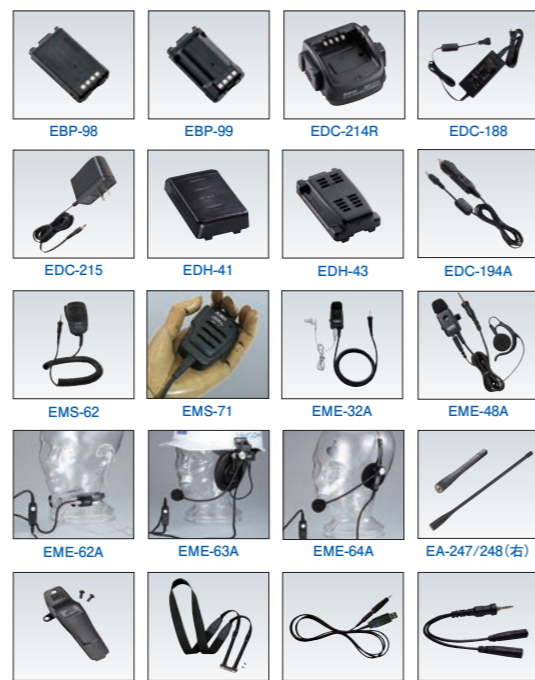 EBP-98 EBP-99 EDC-214R EDC-188
EDC-215 EDH-41 EDH-43 EDC-194A
EMS-62 EMS-71 EME-32A EME-48A
EME-62A EME-63A EME-64A EA-247/248(右)